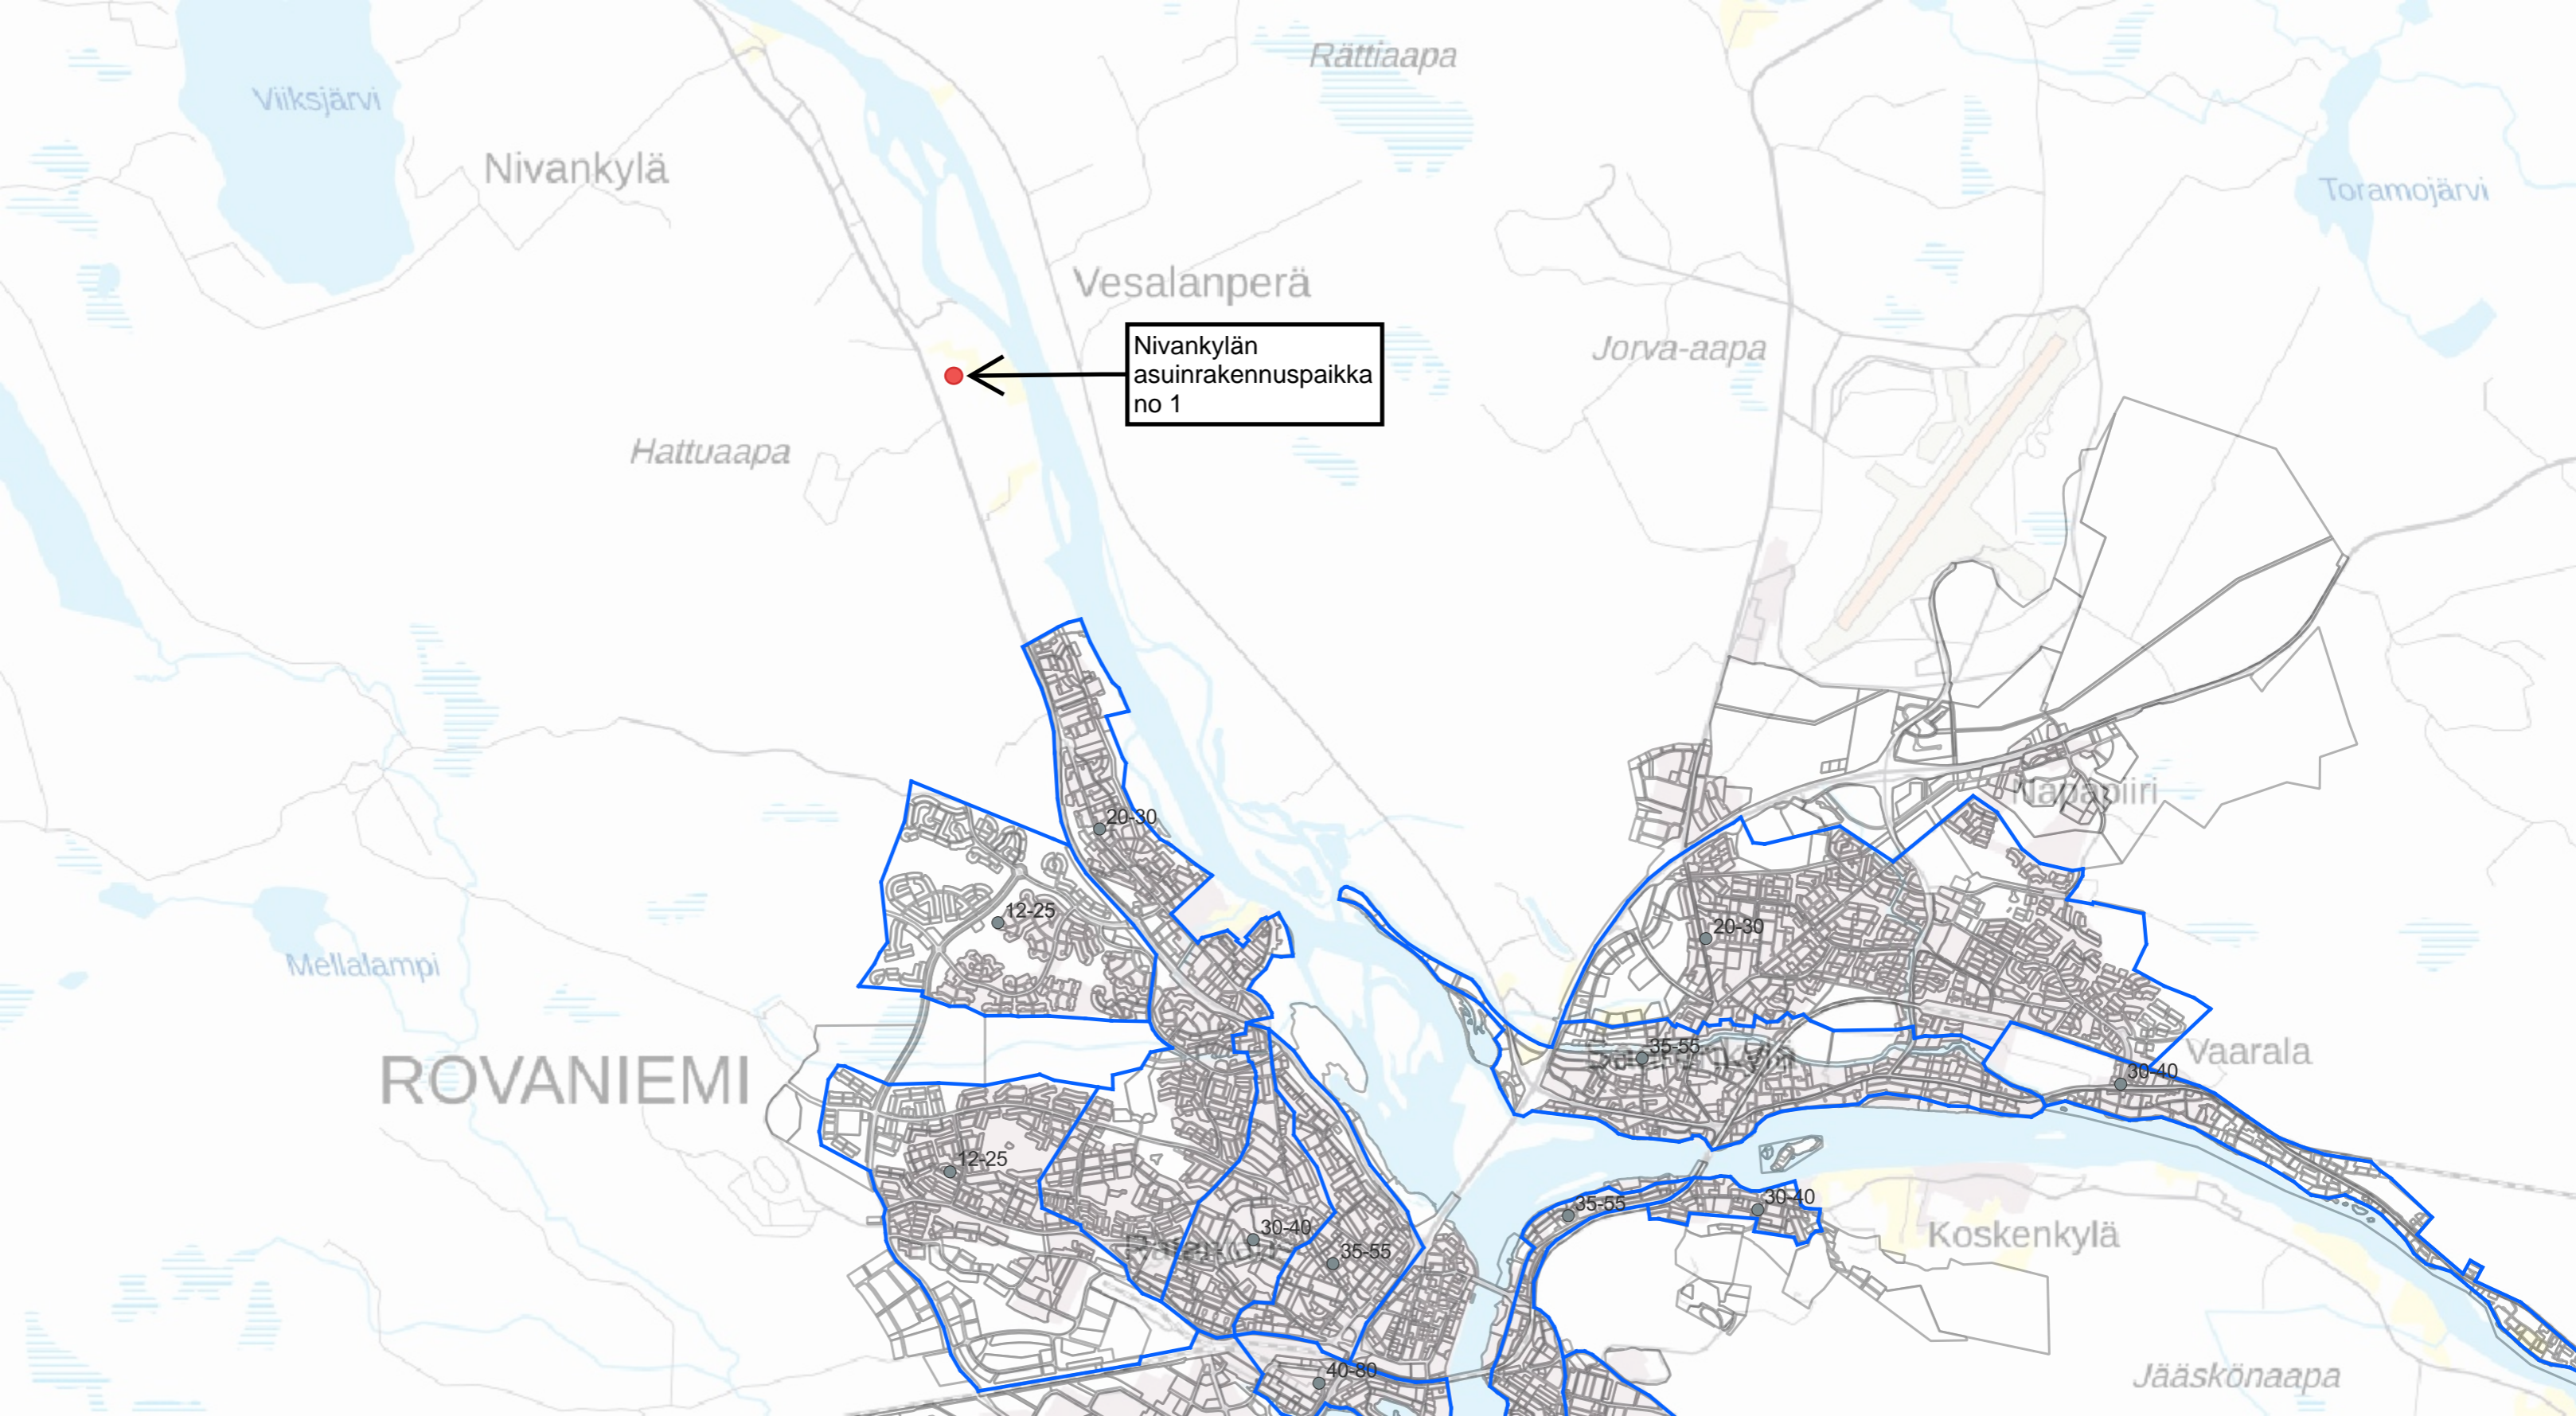 Rättiaapa
Viiksjärvi
Nivankylä
Toramojärvi
Vesalanperä
Nivankylän
asuinrakennuspaikka
no 1
Jorva-aapa
Hattuaapa
Napapiiri
20-30
12-25
20-30
Mellalampi
35-55
Vaarala
30-40
ROVANIEMI
12-25
30-40
35-55
Koskenkylä
30-40
35-55
40-80
Jääskönaapa